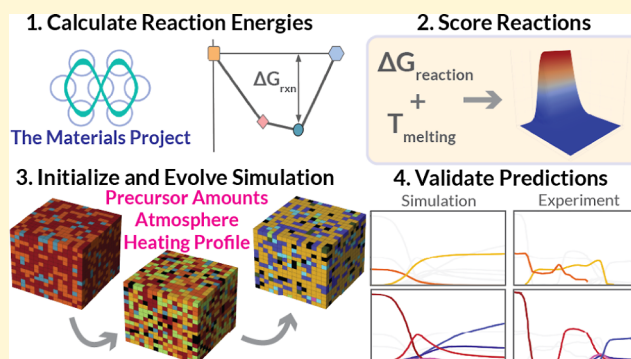 1. Calculate Reaction Energies
The Materials Project
ΔGrxn
2. Score Reactions
ΔGreaction
+
Tmelting
3. Initialize and Evolve Simulation
Precursor Amounts
Atmosphere
Heating Profile
4. Validate Predictions
Simulation
Experiment